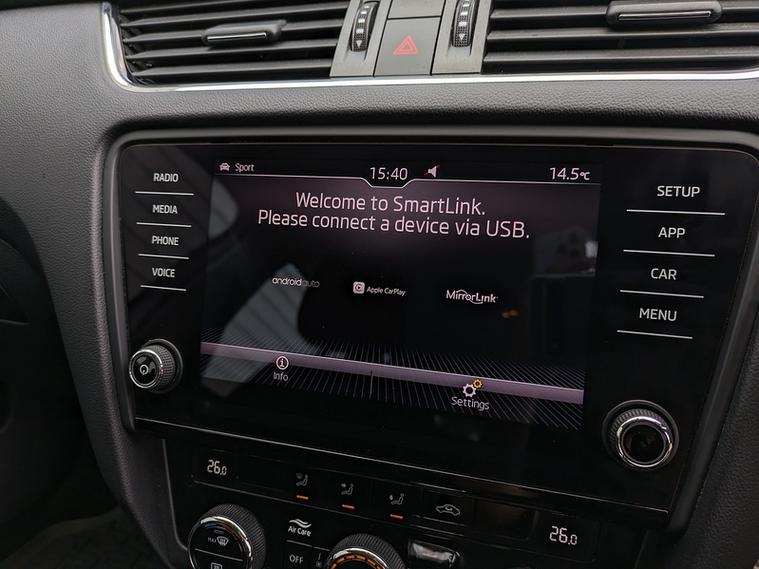 Sport
15:40
14.5°C
RADIO
MEDIA
PHONE
VOICE
Welcome to SmartLink.
Please connect a device via USB.
androidauto
Apple CarPlay
MirrorLink
Info
Settings
SETUP
APP
CAR
MENU
26.0
26.0
Air Care
MAX
OFF